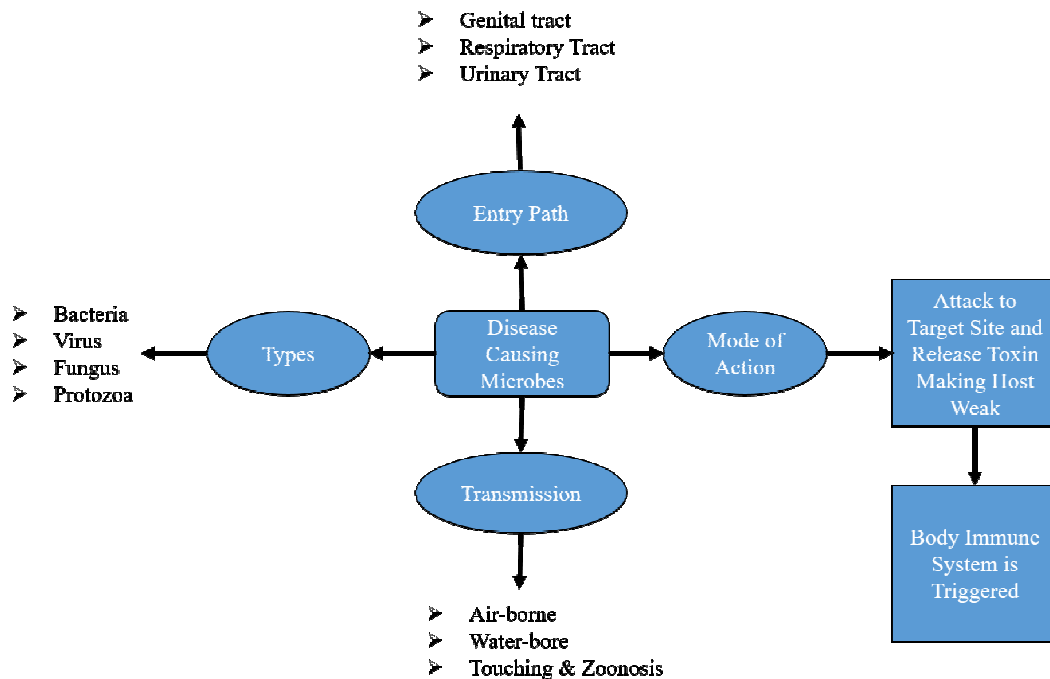 Genital tract
Respiratory Tract
Urinary Tract
Entry Path
Bacteria
Virus
Fungus
Protozoa
Types
Disease
Causing
Microbes
Mode of
Action
Attack to
Target Site and
Release Toxin
Making Host
Weak
Transmission
Body Immune
System is
Triggered
Air-borne
Water-bore
Touching & Zoonosis